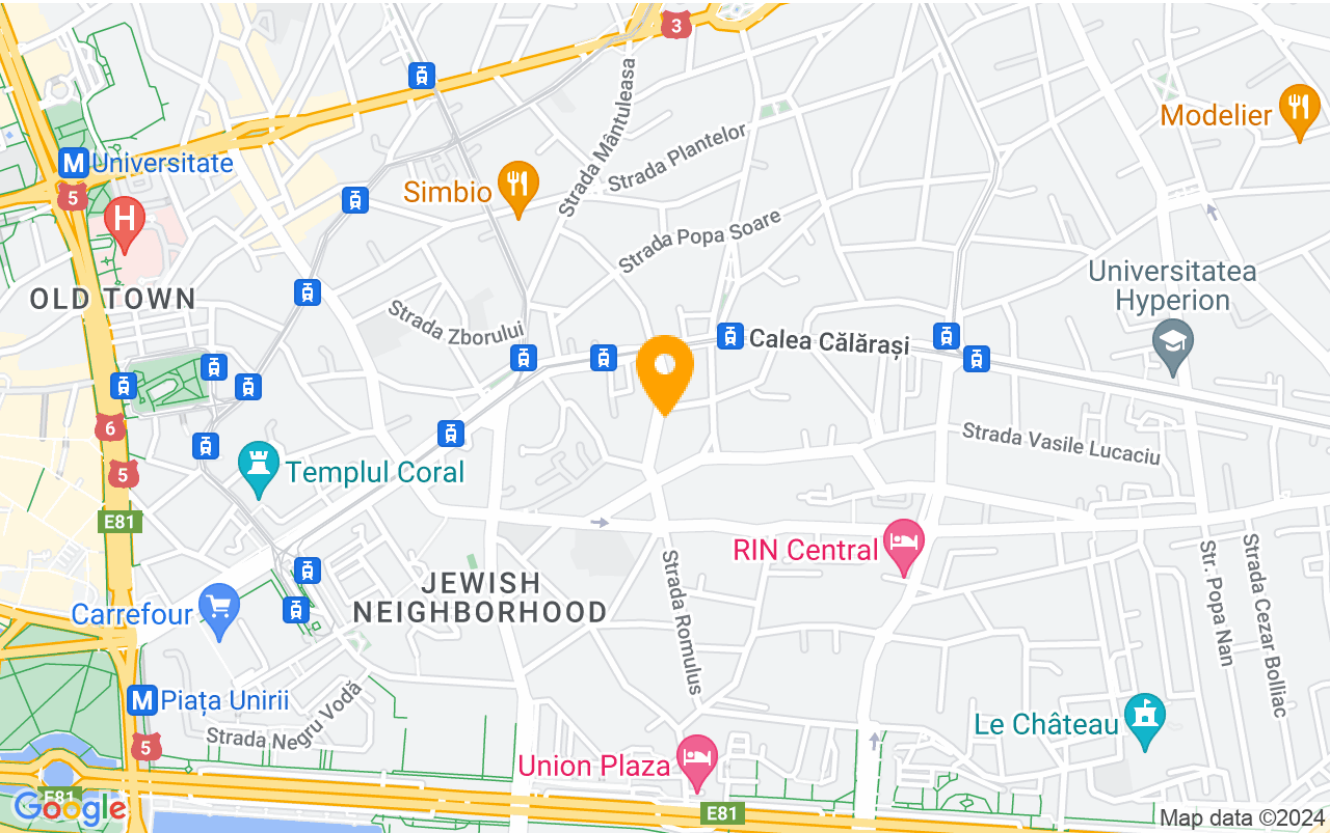 3
Strada Mântuleasa
Modelier
Strada Plantelor
M Universitate
5
Simbio
H
Strada Popa Soare
Universitatea
Hyperion
OLD TOWN
Strada Zborului
Calea Călărași
6
Strada Vasile Lucaciu
5
Templul Coral
E81
RIN Central
Strada Romulus
Str. Popa Nan
Strada Cezar Bolliac
JEWISH
NEIGHBORHOOD
Carrefour
M Piața Unirii
Strada Negru Vodă
Le Château
5
Union Plaza
E81
Google
E81
Map data ©2024